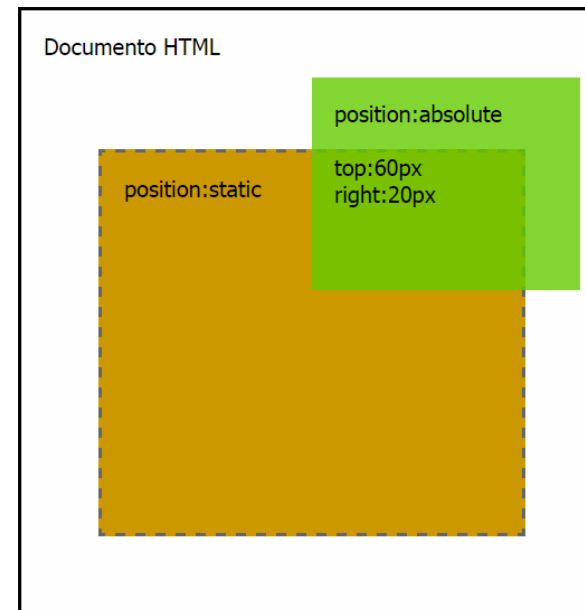 Documento HTML
position:absolute
top:60px
right:20px
position:static